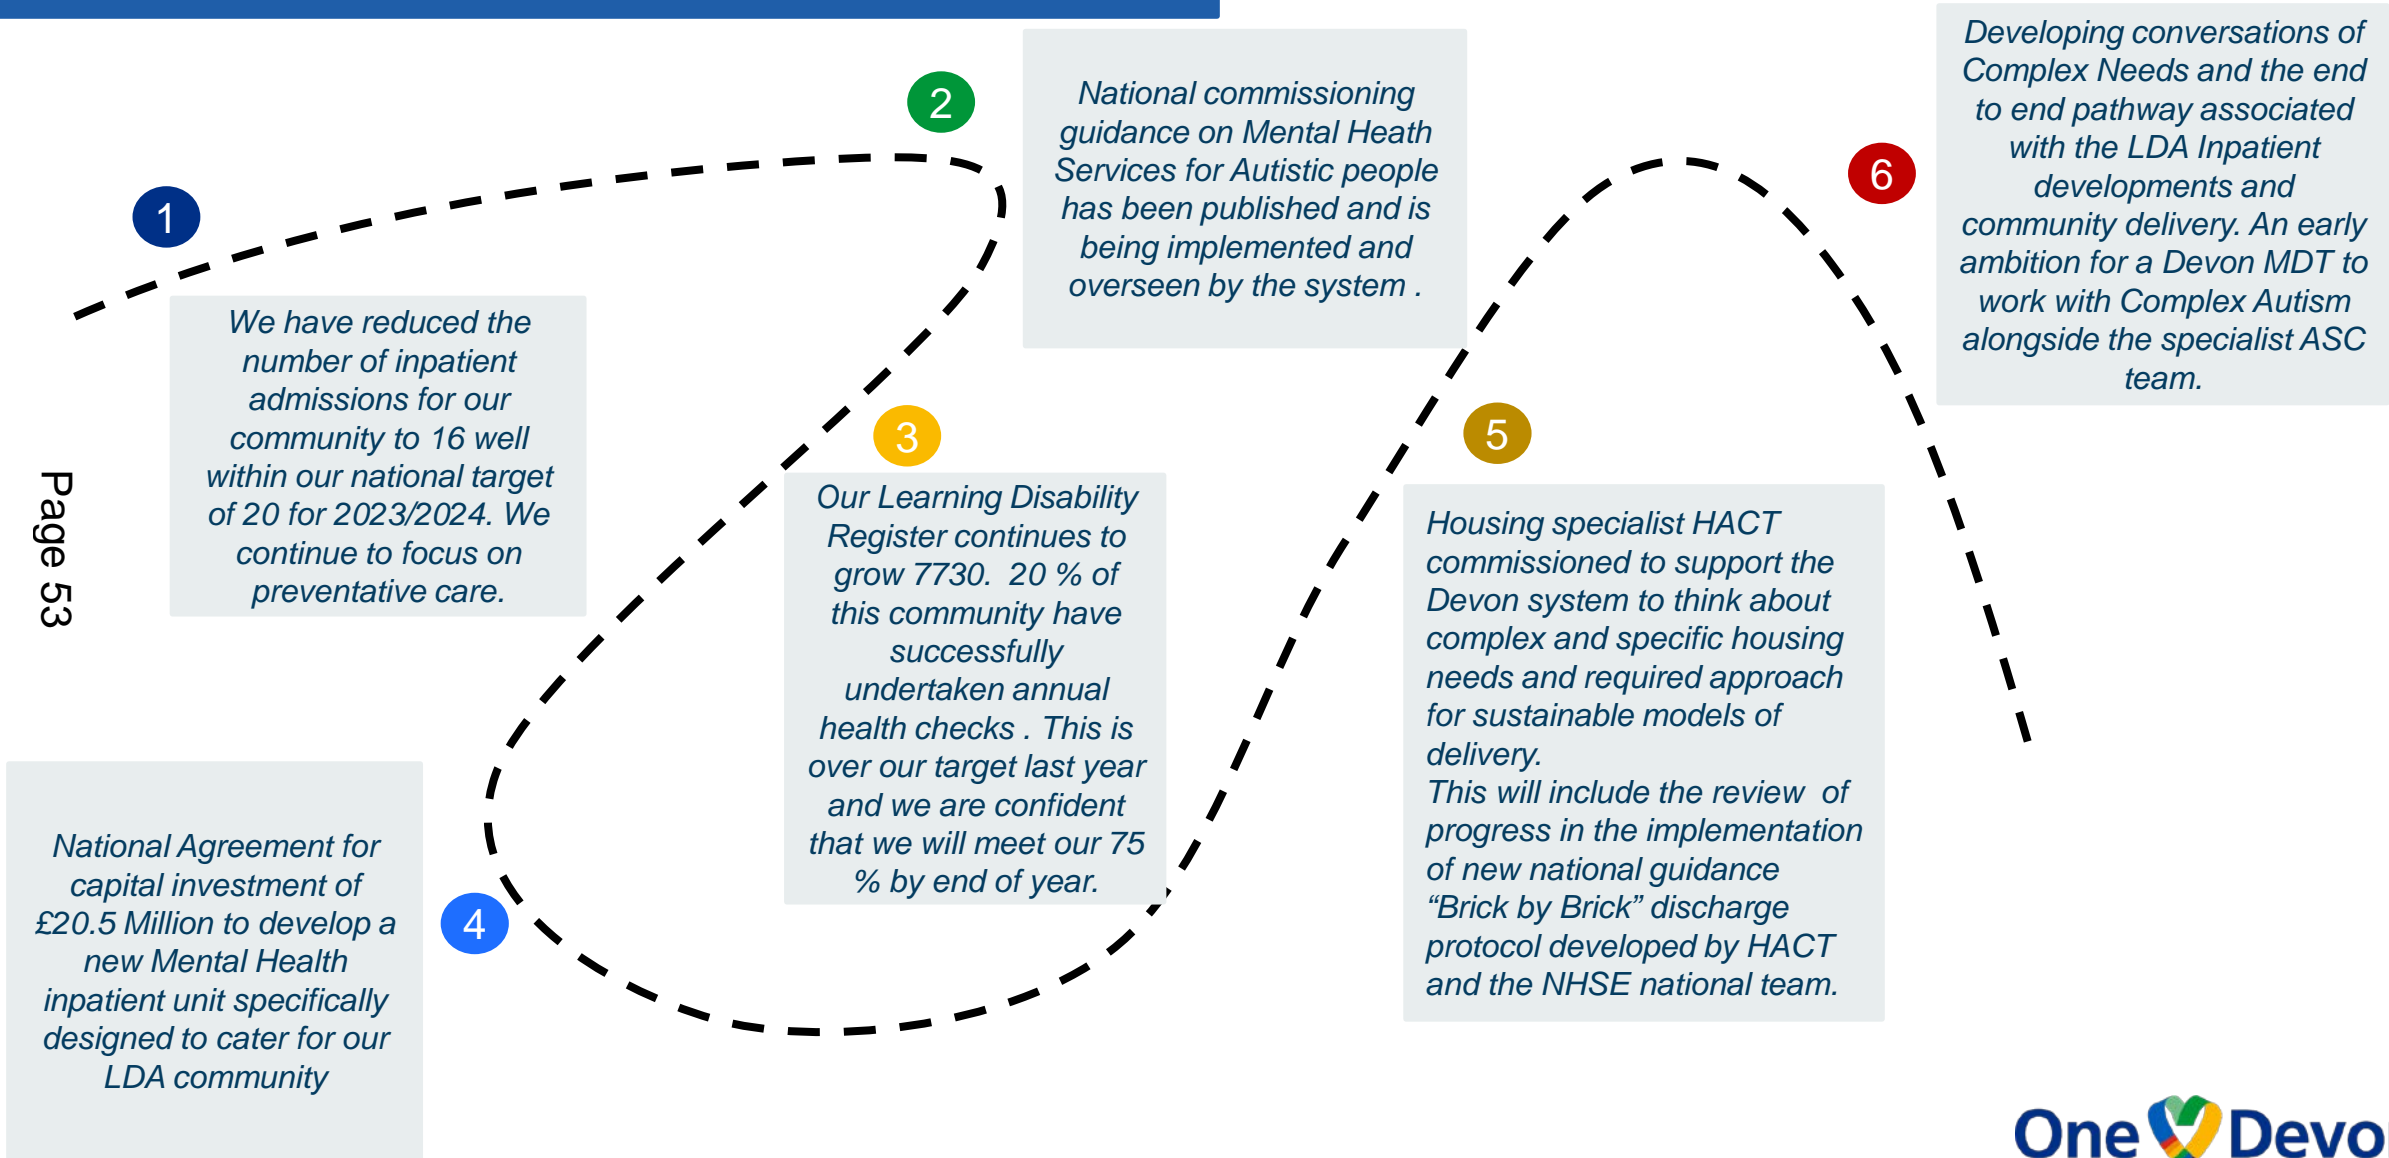 1
We have reduced the
number of inpatient
admissions for our
community to 16 well
within our national target
of 20 for 2023/2024. We
continue to focus on
preventative care.
2
National commissioning
guidance on Mental Heath
Services for Autistic people
has been published and is
being implemented and
overseen by the system .
3
Our Learning Disability
Register continues to
grow 7730.  20 % of
this community have
successfully
undertaken annual
health checks . This is
over our target last year
and we are confident
that we will meet our 75
% by end of year.
4
National Agreement for
capital investment of
£20.5 Million to develop a
new Mental Health
inpatient unit specifically
designed to cater for our
LDA community
5
Housing specialist HACT
commissioned to support the
Devon system to think about
complex and specific housing
needs and required approach
for sustainable models of
delivery.
This will include the review  of
progress in the implementation
of new national guidance
“Brick by Brick” discharge
protocol developed by HACT
and the NHSE national team.
6
Developing conversations of
Complex Needs and the end
to end pathway associated
with the LDA Inpatient
developments and
community delivery. An early
ambition for a Devon MDT to
work with Complex Autism
alongside the specialist ASC
team.
Page 53
One Devo